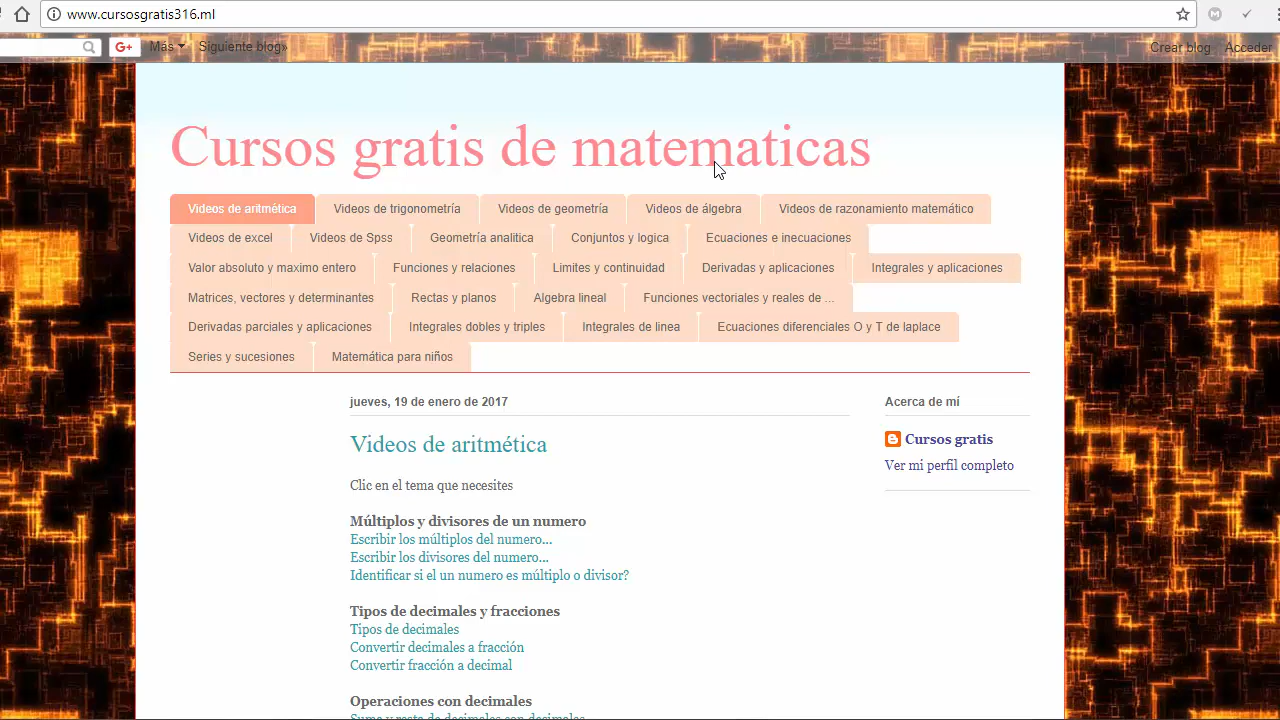 www.cursosgratis316.ml
G+ Más Siguiente blog» Crear blog Acceder
Cursos gratis de matematicas
Videos de aritmética Videos de trigonometría Videos de geometría Videos de álgebra Videos de razonamiento matemático
Videos de excel Videos de Spss Geometría analitica Conjuntos y logica Ecuaciones e inecuaciones
Valor absoluto y maximo entero Funciones y relaciones Limites y continuidad Derivadas y aplicaciones Integrales y aplicaciones
Matrices, vectores y determinantes Rectas y planos Algebra lineal Funciones vectoriales y reales de ...
Derivadas parciales y aplicaciones Integrales dobles y triples Integrales de linea Ecuaciones diferenciales O y T de laplace
Series y sucesiones Matemática para niños
jueves, 19 de enero de 2017
Videos de aritmética
Clic en el tema que necesites
Múltiplos y divisores de un numero
Escribir los múltiplos del numero...
Escribir los divisores del numero...
Identificar si el un numero es múltiplo o divisor?
Tipos de decimales y fracciones
Tipos de decimales
Convertir decimales a fracción
Convertir fracción a decimal
Operaciones con decimales
Suma y resta de decimales con decimales
Acerca de mí
Cursos gratis
Ver mi perfil completo